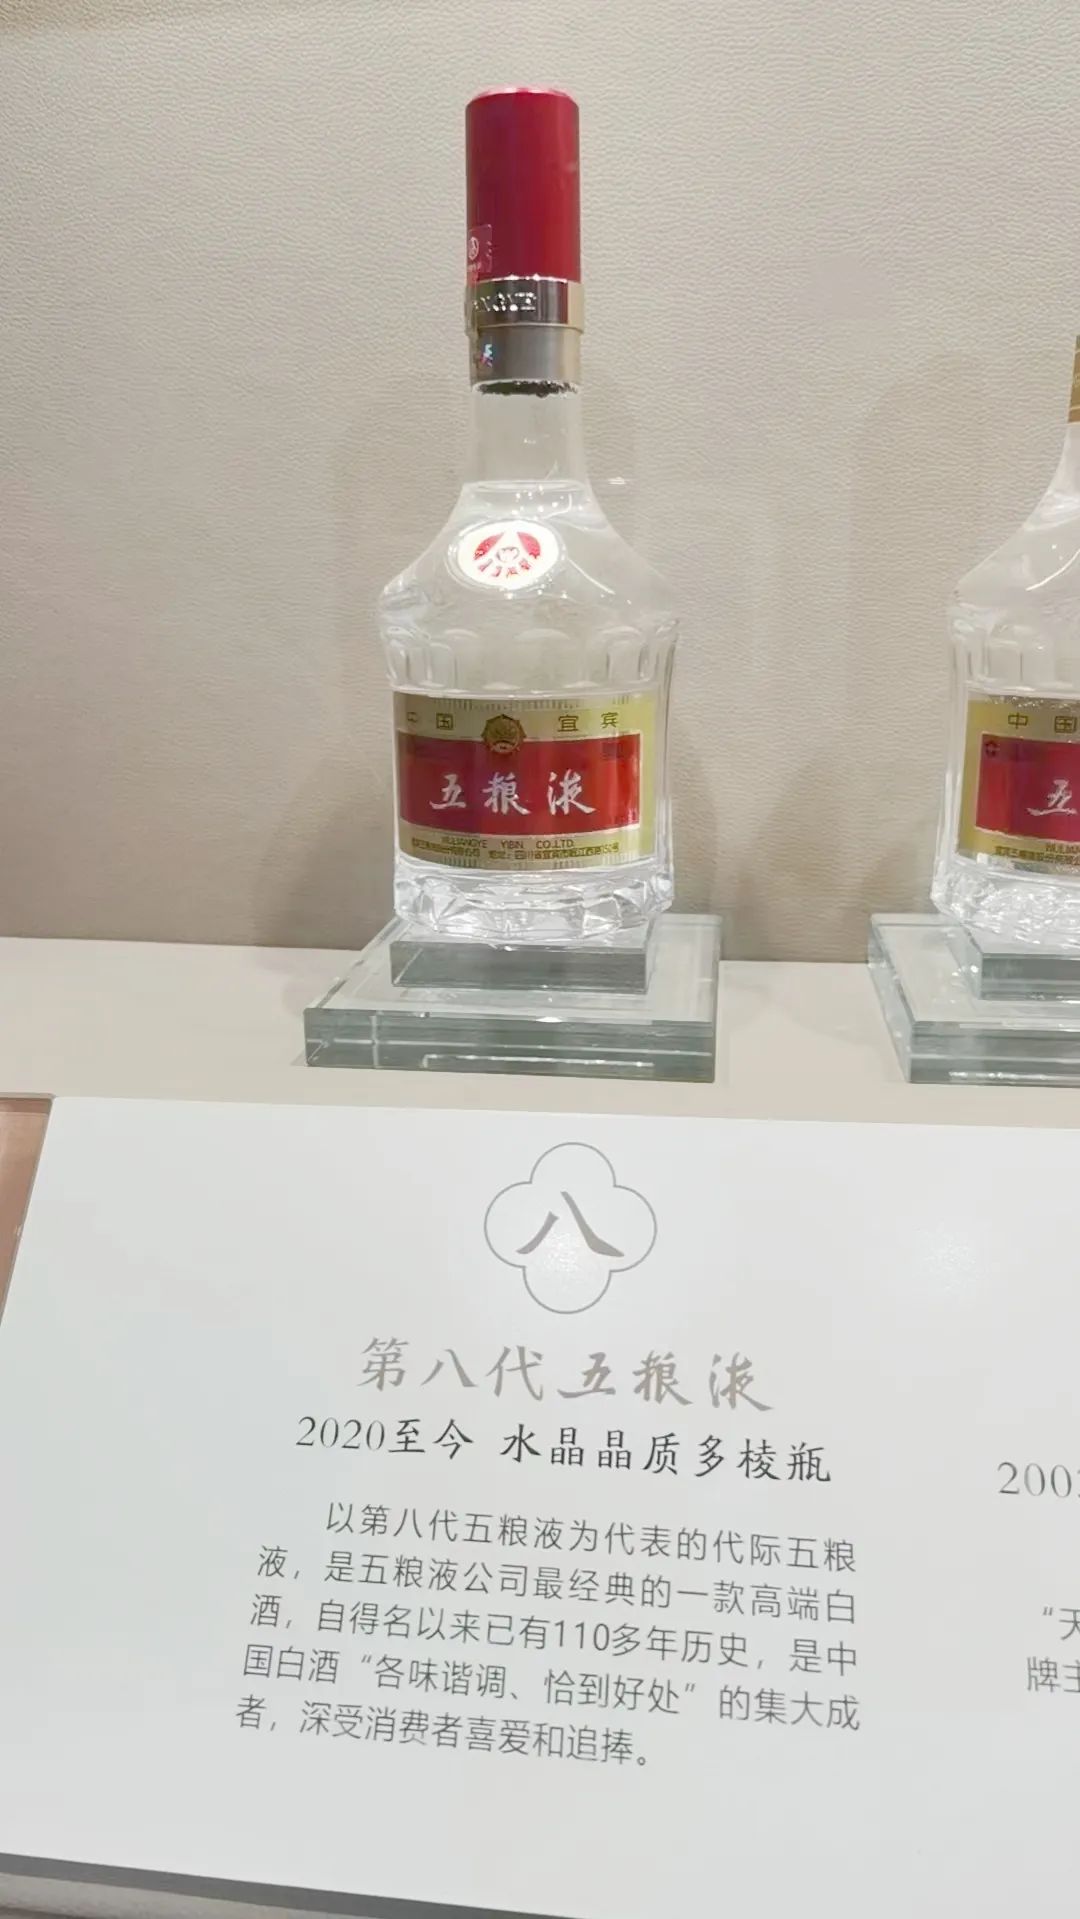 中国 宜宾
五粮液
WULIANGYE YIBIN CO.,LTD.
中国
五
八
第八代五粮液
2020至今 水晶晶质多棱瓶
以第八代五粮液为代表的代际五粮
液，是五粮液公司最经典的一款高端白
酒，自得名以来已有110多年历史，是中
国白酒“各味谐调、恰到好处”的集大成
者，深受消费者喜爱和追捧。
200
“天
牌主